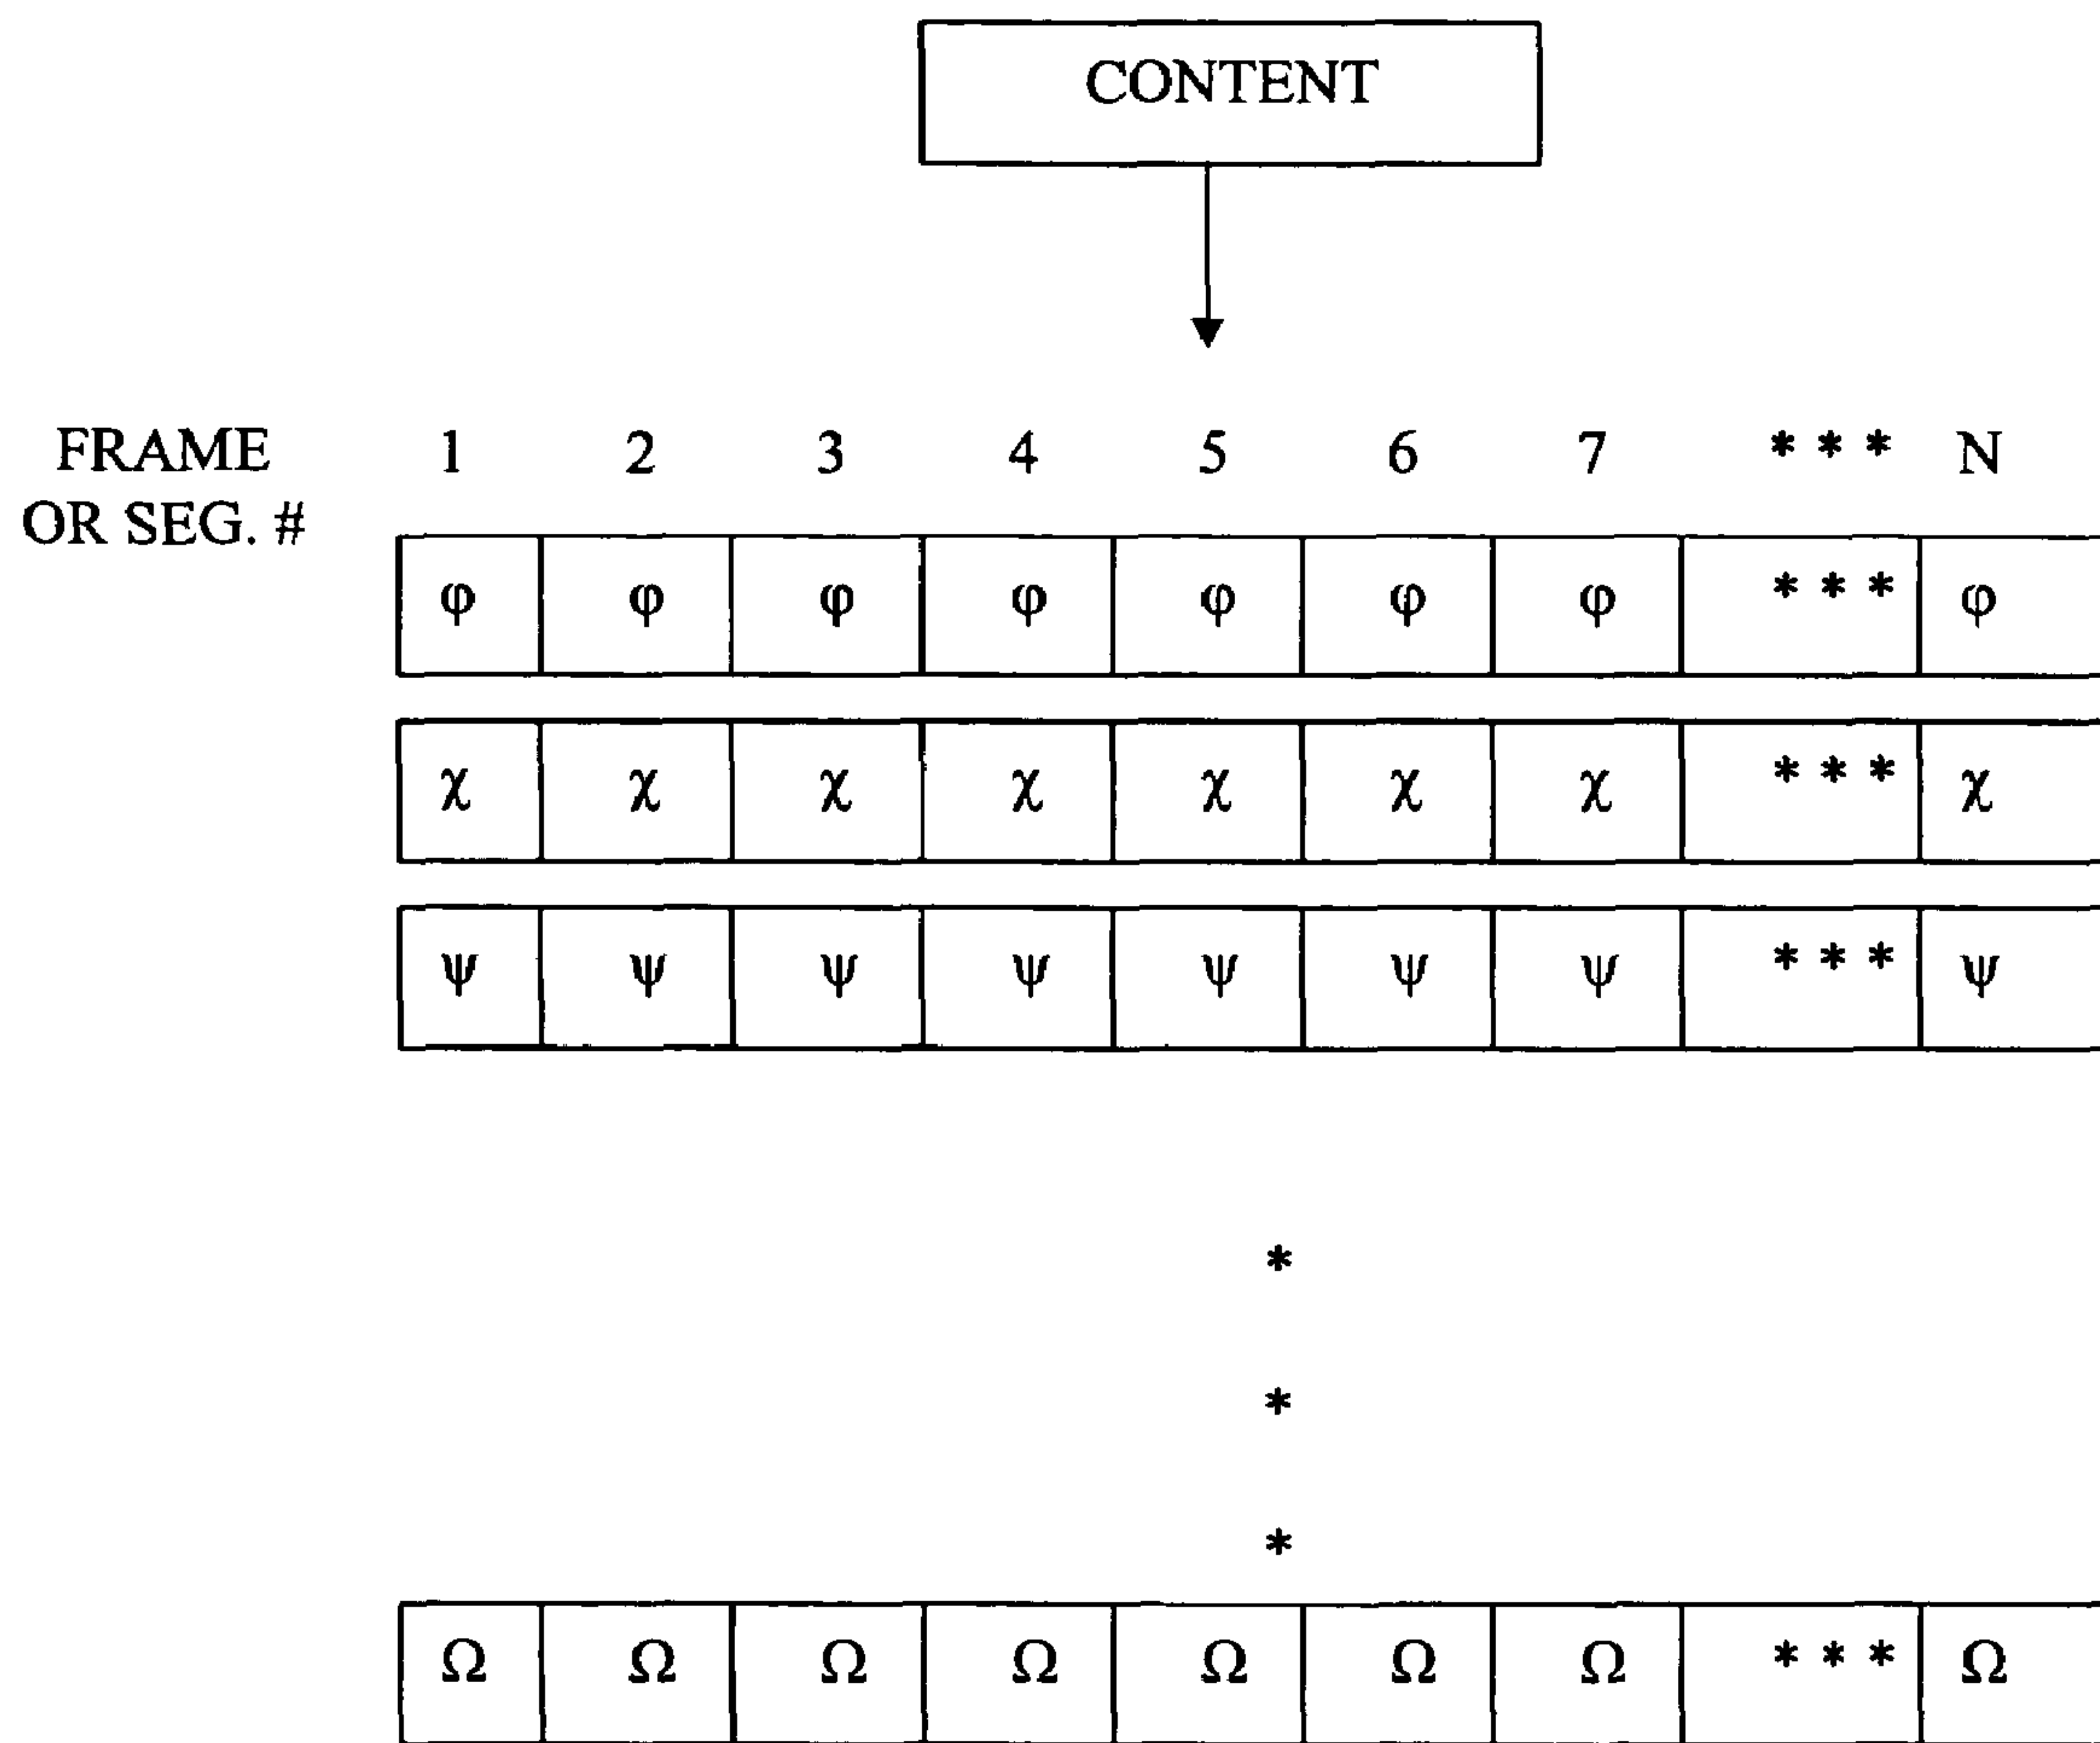 CONTENT
FRAME 1 2 3 4 5 6 7 * * * N
OR SEG. #
φ φ φ φ φ φ φ * * * φ
χ χ χ χ χ χ χ * * * χ
ψ ψ ψ ψ ψ ψ ψ * * * ψ
*
*
*
Ω Ω Ω Ω Ω Ω Ω * * * Ω